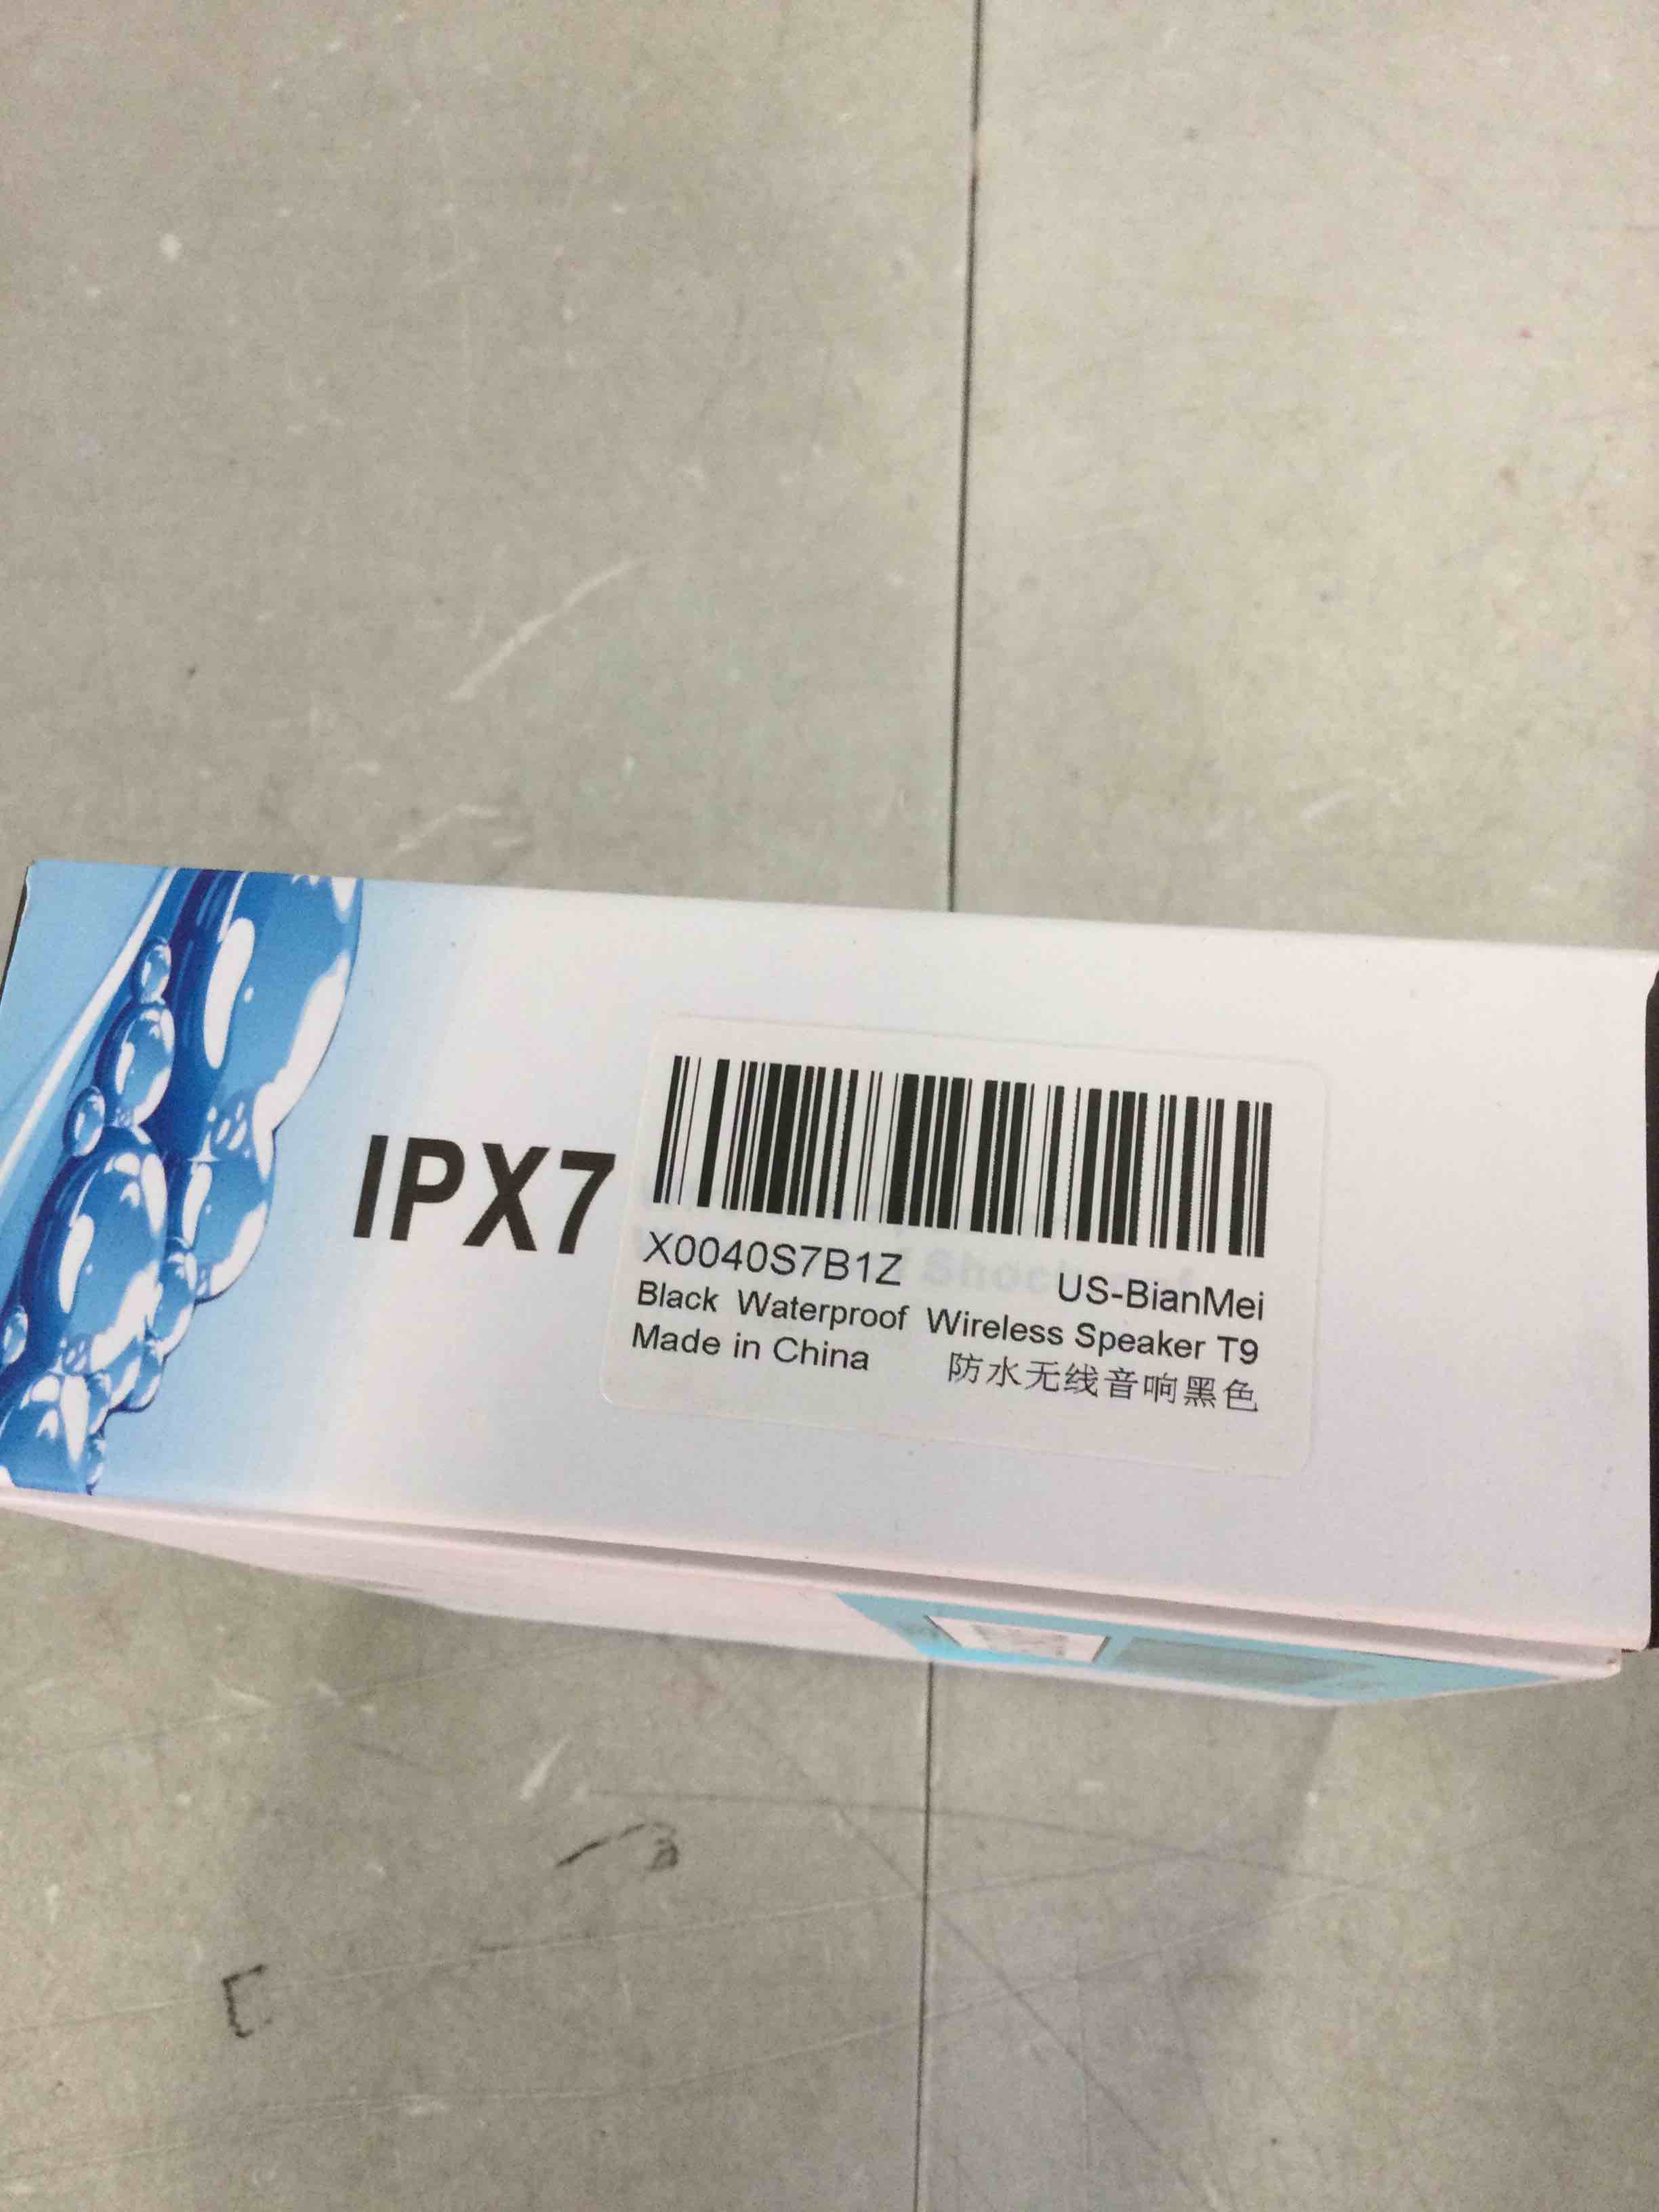 IPX7
X0040S7B1Z
US-BianMei
Black Waterproof Wireless Speaker T9
Made in China 防水无线音响黑色